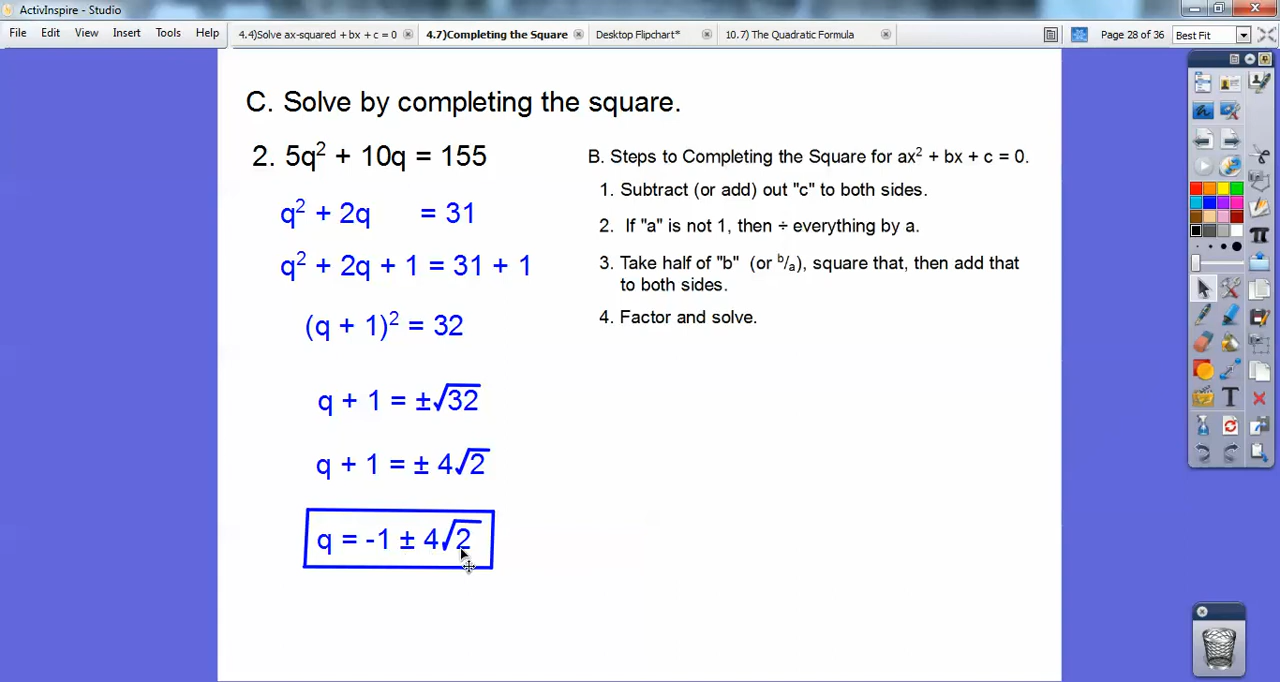 ActivInspire - Studio
File Edit View Insert Tools Help
4.4)Solve ax-squared + bx + c = 0
4.7)Completing the Square
Desktop Flipchart*
10.7) The Quadratic Formula
Page 28 of 36
Best Fit
C. Solve by completing the square.
2. 5q² + 10q = 155
q² + 2q = 31
q² + 2q + 1 = 31 + 1
(q + 1)² = 32
q + 1 = ±√32
q + 1 = ± 4√2
q = -1 ± 4√2
B. Steps to Completing the Square for ax² + bx + c = 0.
1. Subtract (or add) out "c" to both sides.
2. If "a" is not 1, then ÷ everything by a.
3. Take half of "b" (or ᵇ/ₐ), square that, then add that
to both sides.
4. Factor and solve.